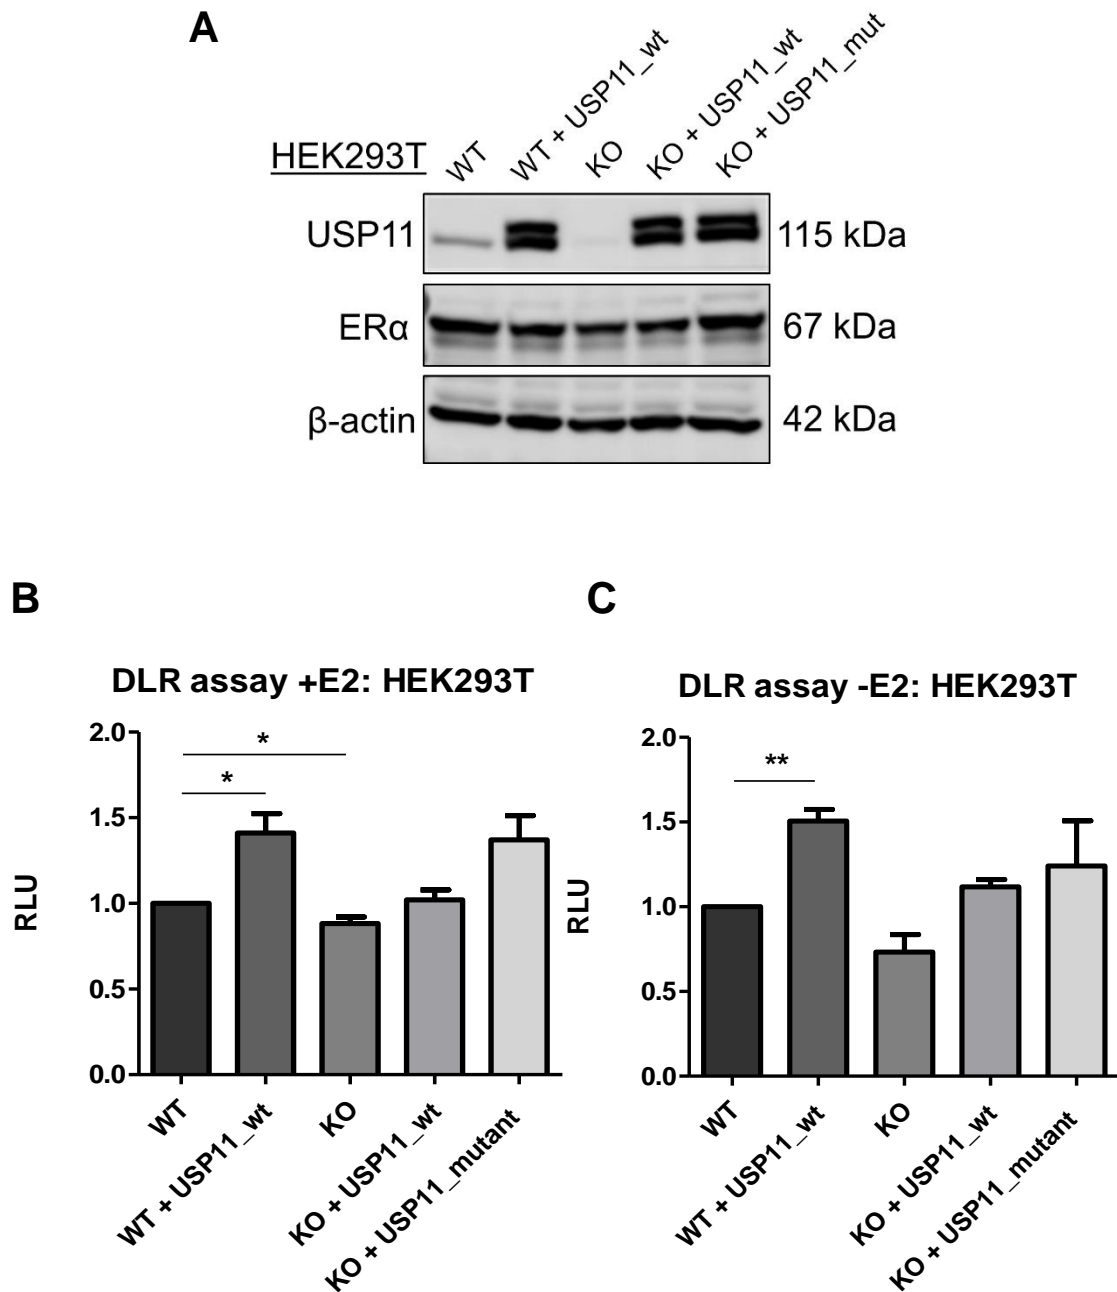 A
HEK293T
WT
WT + USP11_wt
KO
KO + USP11_wt
KO + USP11_mut
USP11
115 kDa
ERα
67 kDa
β-actin
42 kDa
B
DLR assay +E2: HEK293T
RLU
2.0
1.5
1.0
0.5
0.0
*
*
WT
WT + USP11_wt
KO
KO + USP11_wt
KO + USP11_mutant
C
DLR assay -E2: HEK293T
RLU
2.0
1.5
1.0
0.5
0.0
**
WT
WT + USP11_wt
KO
KO + USP11_wt
KO + USP11_mutant